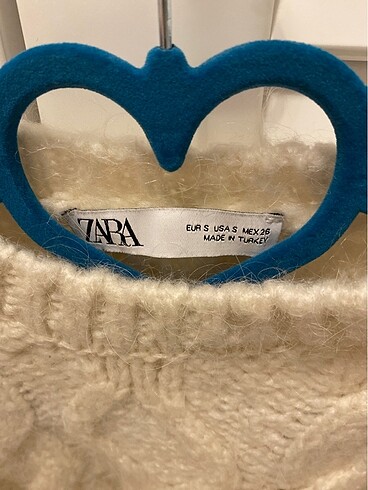 ZARA
EUR S USA S MEX 26
MADE IN TURKEY